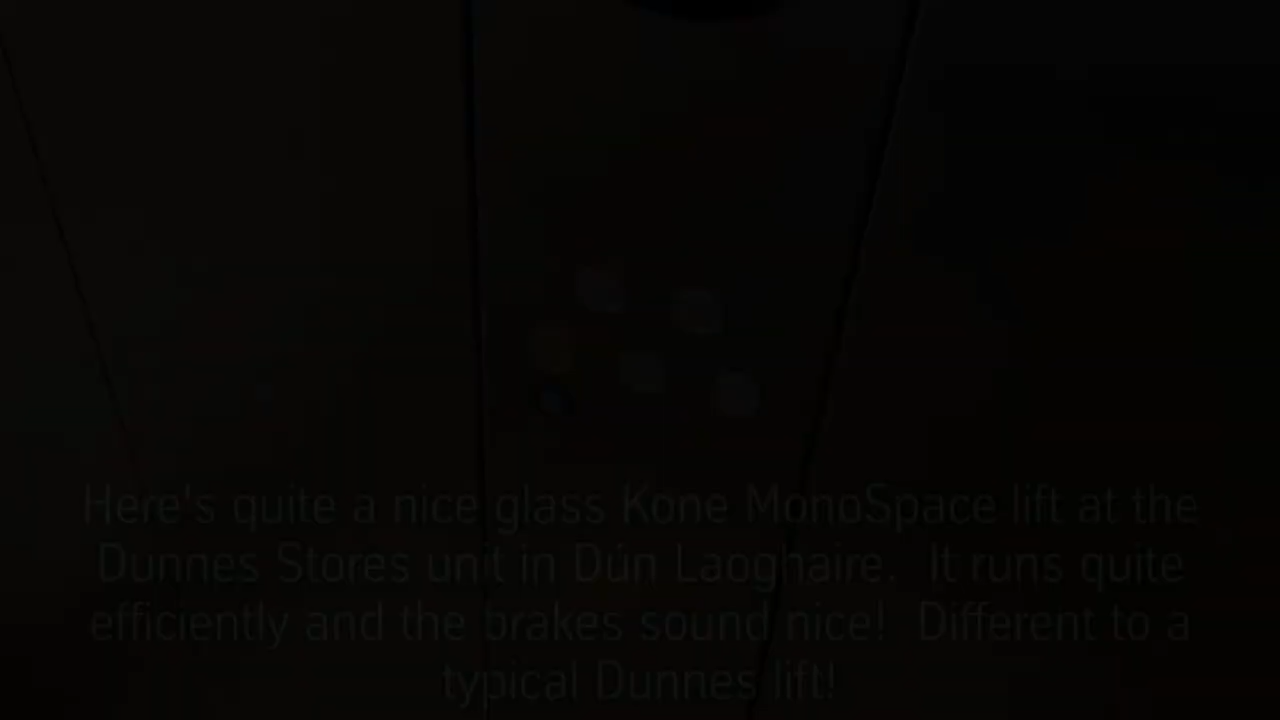 Here's quite a nice glass Kone MonoSpace lift at the
Dunnes Stores unit in Dún Laoghaire.  It runs quite
efficiently and the brakes sound nice!  Different to a
typical Dunnes lift!